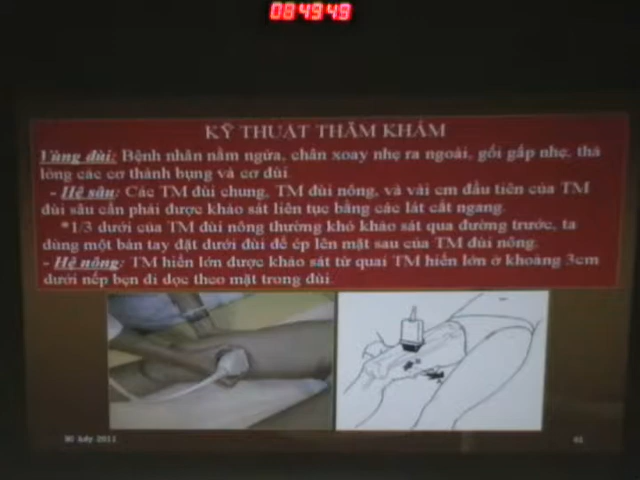 08:49:49
KỸ THUẬT THĂM KHÁM
Vùng đùi: Bệnh nhân nằm ngửa, chân xoay nhẹ ra ngoài, gối gấp nhẹ, thả
lỏng các cơ thành bụng và cơ đùi.
- Hệ sâu: Các TM đùi chung, TM đùi nông, và vài cm đầu tiên của TM
đùi sâu cần phải được khảo sát liên tục bằng các lát cắt ngang.
*1/3 dưới của TM đùi nông thường khó khảo sát qua đường trước, ta
dùng một bàn tay đặt dưới đùi để ép lên mặt sau của TM đùi nông.
- Hệ nông: TM hiển lớn được khảo sát từ quai TM hiển lớn ở khoảng 3cm
dưới nếp bẹn đi dọc theo mặt trong đùi.
2011